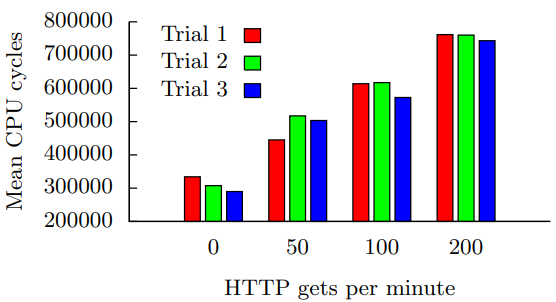 Mean CPU cycles
800000
700000
600000
500000
400000
300000
200000
Trial 1
Trial 2
Trial 3
0 50 100 200
HTTP gets per minute